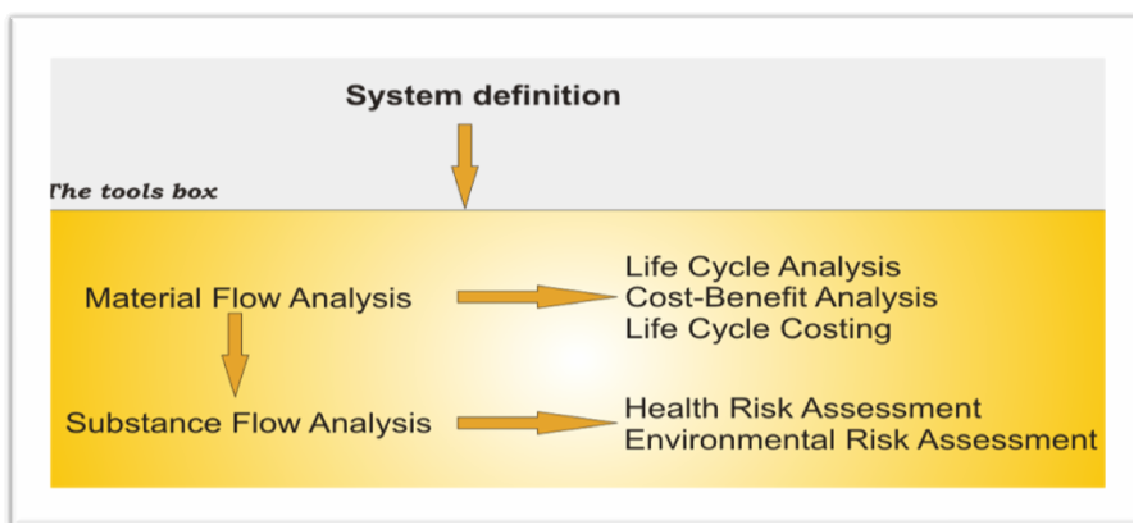 System definition
The tools box
Life Cycle Analysis
Material Flow Analysis
Cost-Benefit Analysis
Life Cycle Costing
Health Risk Assessment
Substance Flow Analysis
Environmental Risk Assessment